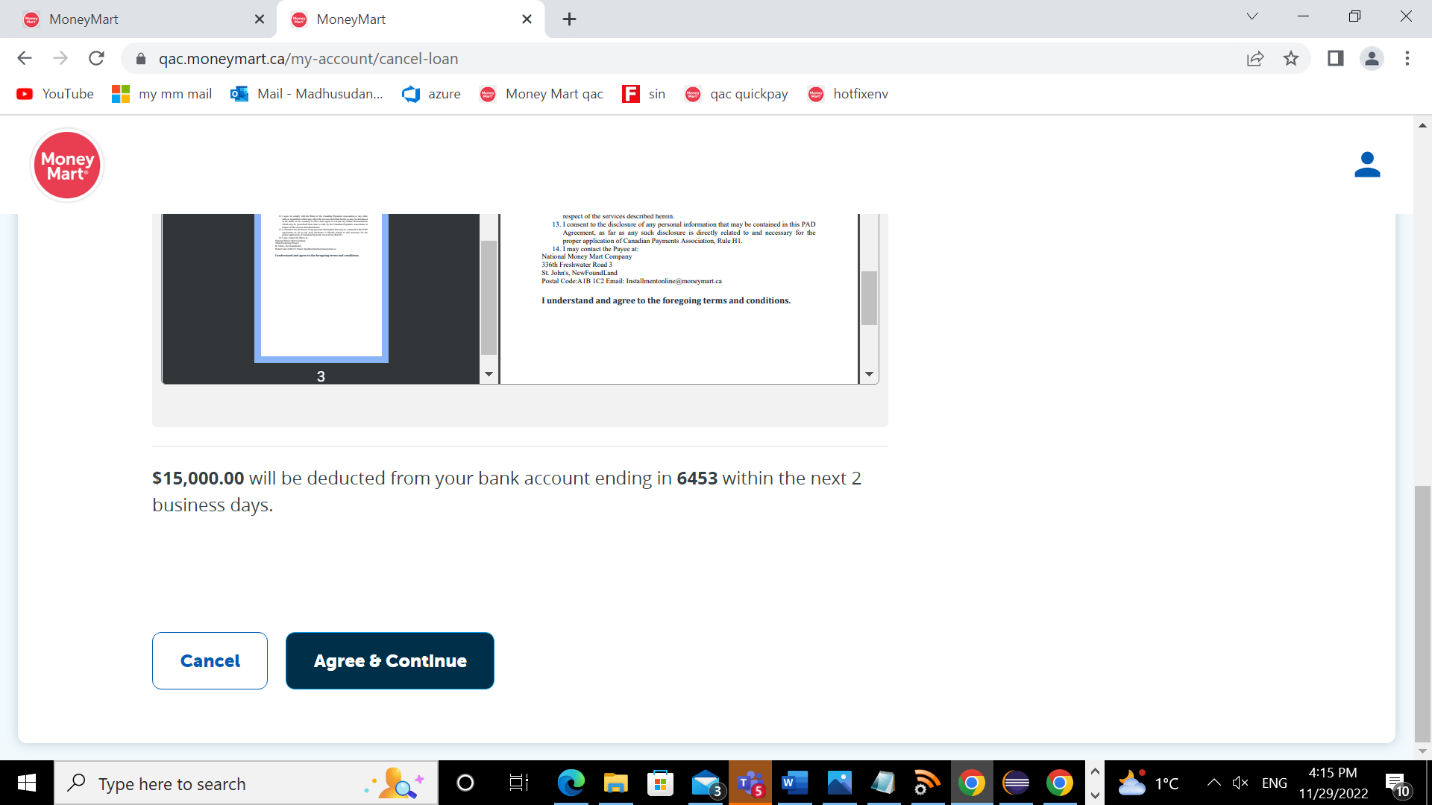 MoneyMart
MoneyMart
qac.moneymart.ca/my-account/cancel-loan
YouTube my mm mail Mail - Madhusudan... azure Money Mart qac sin qac quickpay hotfixenv
Money
Mart
respect of the services described herein.
13. I consent to the disclosure of any personal information that may be contained in this PAD
Agreement, as far as any such disclosure is directly related to and necessary for the
proper application of Canadian Payments Association, Rule H1.
14. I may contact the Payee at:
National Money Mart Company
336th Freshwater Road 3
St. John's, NewFoundLand
Postal Code:A1B 1C2 Email: Installmentonline@moneymart.ca
I understand and agree to the foregoing terms and conditions.
3
$15,000.00 will be deducted from your bank account ending in 6453 within the next 2
business days.
Cancel Agree & Continue
Type here to search
3
5
1°C
ENG
4:15 PM
11/29/2022
10